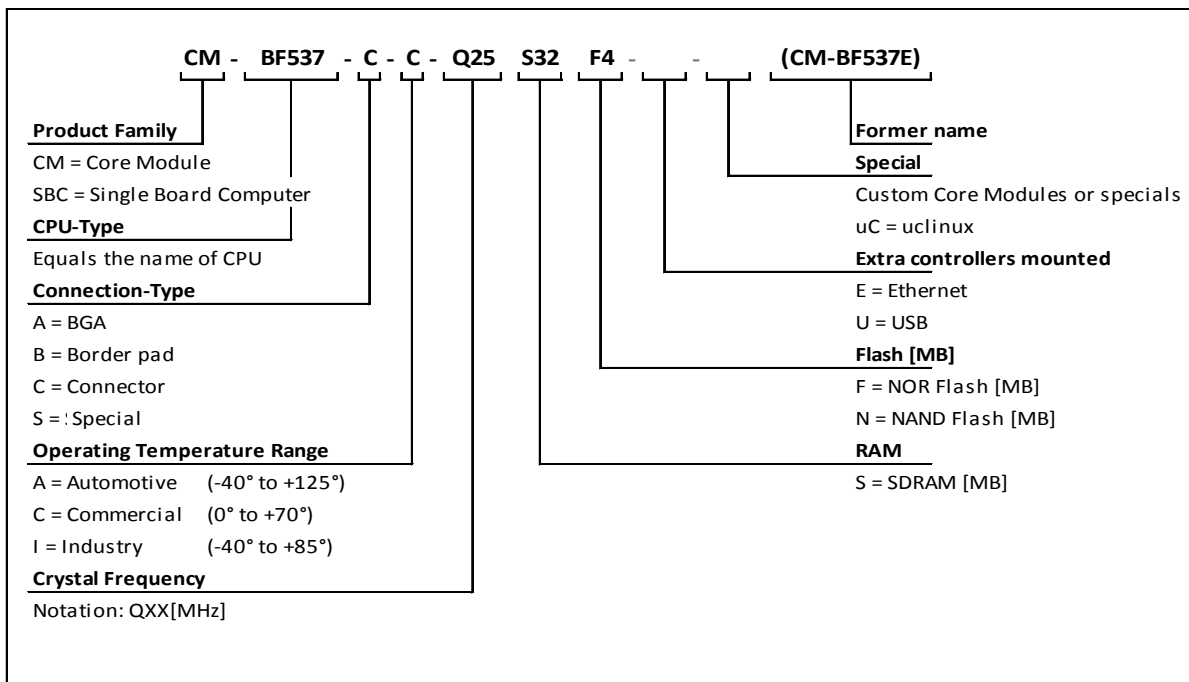 CM - BF537 - C - C - Q25 S32 F4 - - (CM-BF537E)
Product Family
CM = Core Module
SBC = Single Board Computer
CPU-Type
Equals the name of CPU
Connection-Type
A = BGA
B = Border pad
C = Connector
S = Special
Operating Temperature Range
A = Automotive (-40° to +125°)
C = Commercial (0° to +70°)
I = Industry (-40° to +85°)
Crystal Frequency
Notation: QXX[MHz]
Former name
Special
Custom Core Modules or specials
uC = uclinux
Extra controllers mounted
E = Ethernet
U = USB
Flash [MB]
F = NOR Flash [MB]
N = NAND Flash [MB]
RAM
S = SDRAM [MB]